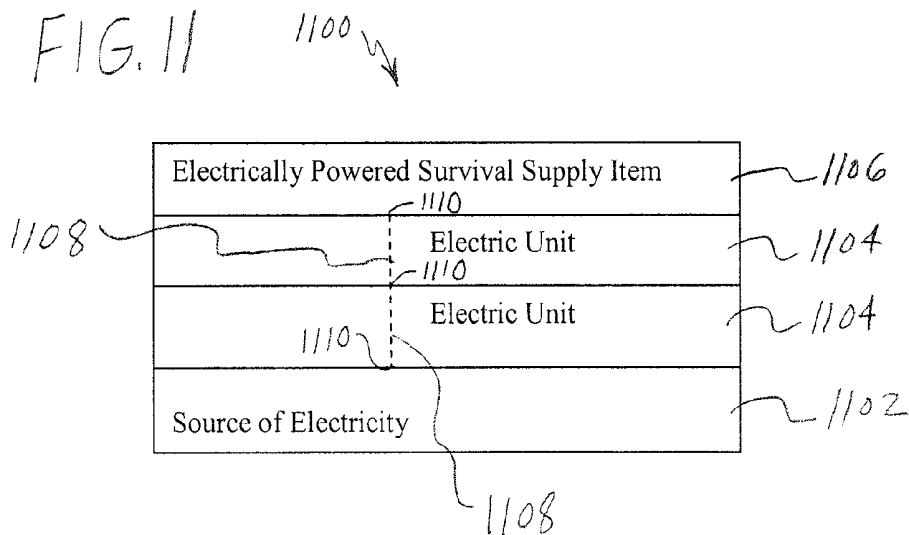 FIG. 11
1100
Electrically Powered Survival Supply Item
1106
1110
1108
Electric Unit
1104
1110
Electric Unit
1104
1110
Source of Electricity
1102
1108